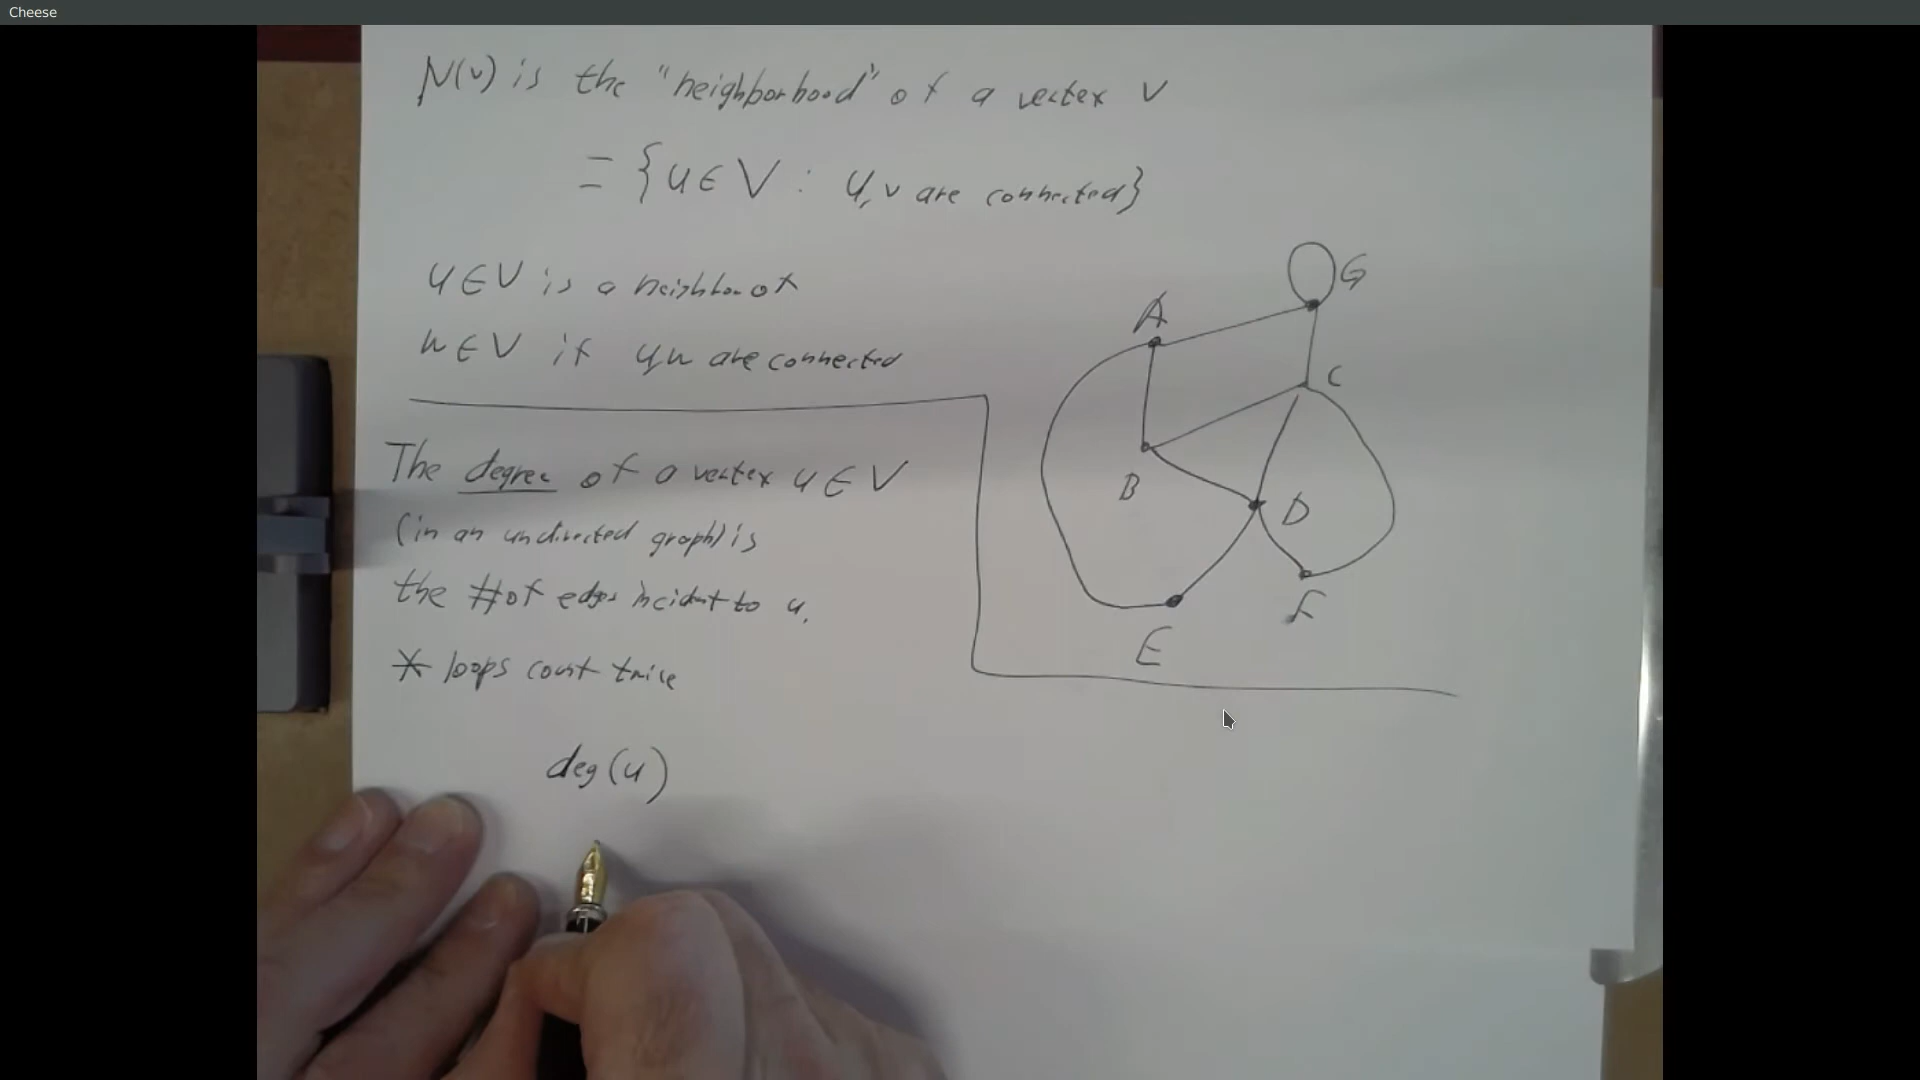 Cheese
N(v) is the "neighborhood" of a vertex v
= {u ∈ V : u, v are connected}
u ∈ V is a neighbor of
w ∈ V if u, w are connected
The degree of a vertex u ∈ V
(in an undirected graph) is
the # of edges incident to u.
* loops count twice
deg(u)
G
A
C
B
D
F
E